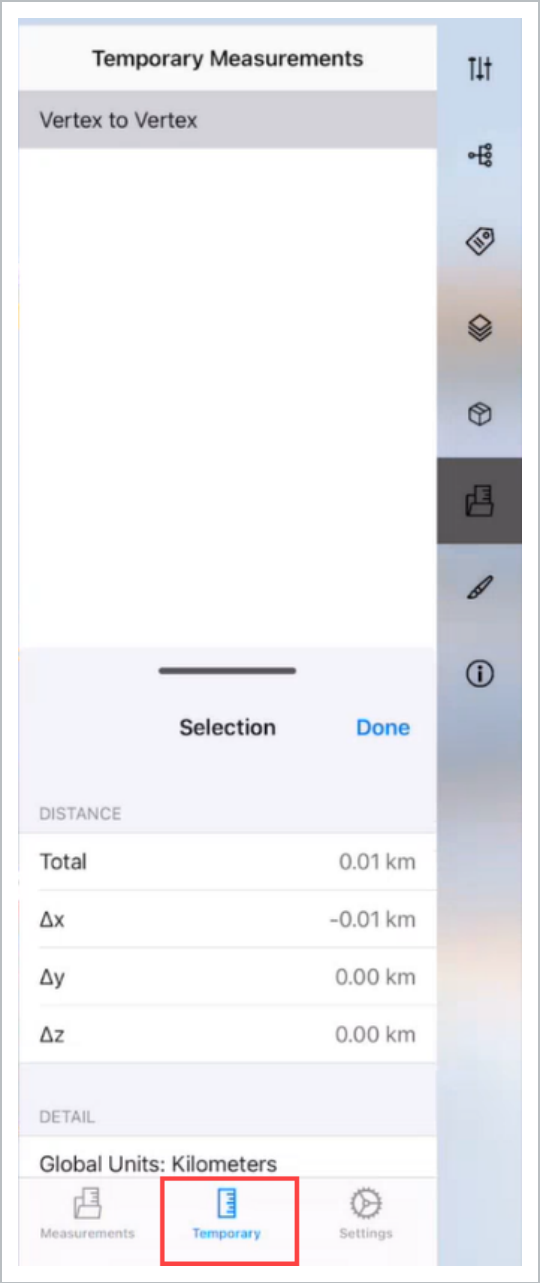 Temporary Measurements
Vertex to Vertex
Selection
Done
DISTANCE
Total 0.01 km
Δx -0.01 km
Δy 0.00 km
Δz 0.00 km
DETAIL
Global Units: Kilometers
Measurements Temporary Settings